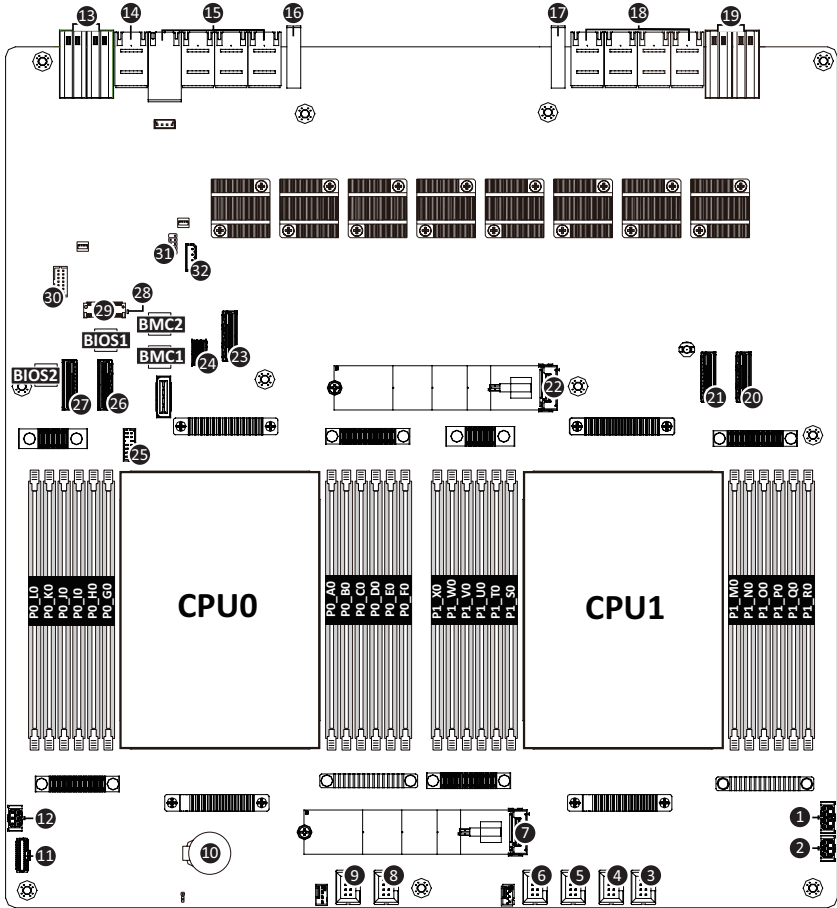 13 14 15 16 17 18 19
31
32
30 29 28
BMC2
BIOS1
BMC1 24 23
BIOS2 27 26 22 21 20
25
P0_L0 P0_K0 P0_J0 P0_I0 P0_H0 P0_G0
CPU0
P0_A0 P0_B0 P0_C0 P0_D0 P0_E0 P0_F0
P1_X0 P1_W0 P1_V0 P1_U0 P1_T0 P1_S0
CPU1
P1_M0 P1_N0 P1_O0 P1_P0 P1_Q0 P1_R0
12 1
11 10 7 2
9 8 6 5 4 3